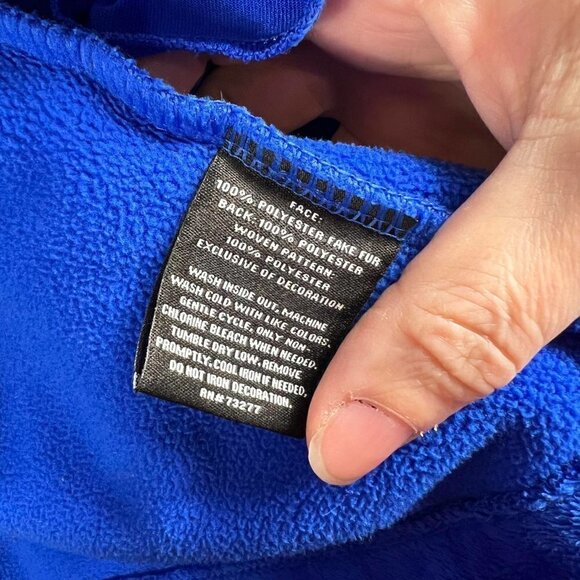 FACE:
100% POLYESTER FAKE FUR
BACK: 100% POLYESTER
WOVEN PATTERN:
100% POLYESTER
EXCLUSIVE OF DECORATION
WASH INSIDE OUT, MACHINE
WASH COLD WITH LIKE COLORS.
GENTLE CYCLE, ONLY NON-
CHLORINE BLEACH WHEN NEEDED.
TUMBLE DRY LOW. REMOVE
PROMPTLY. COOL IRON IF NEEDED.
DO NOT IRON DECORATION.
RN# 73277